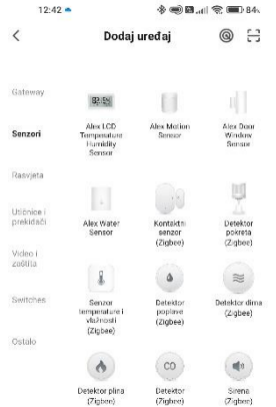 12:42
84%
Dodaj uređaj
Gateway
Senzori
Rasvjeta
Utičnice i
prekidači
Video i
zaštita
Switches
Ostalo
Alex LCD
Temperature
Humidity
Sensor
Alex Motion
Sensor
Alex Door
Window
Sensor
Alex Water
Sensor
Kontaktni
senzor
(Zigbee)
Detektor
pokreta
(Zigbee)
Senzor
temperature i
vlažnosti
(Zigbee)
Detektor
poplave
(Zigbee)
Detektor dima
(Zigbee)
CO
Detektor plina
(Zigbee)
Detektor
(Zigbee)
Sirena
(Zigbee)